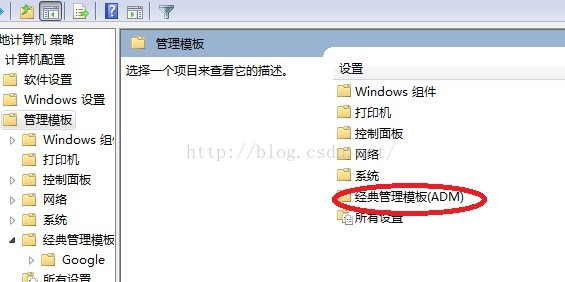 地计算机 策略
计算机配置
软件设置
Windows 设置
管理模板
Windows 组
打印机
控制面板
网络
系统
经典管理模板
Google
所有设置
管理模板
选择一个项目来查看它的描述。
设置
Windows 组件
打印机
控制面板
网络
系统
经典管理模板(ADM)
所有设置
http://blog.csd
et/